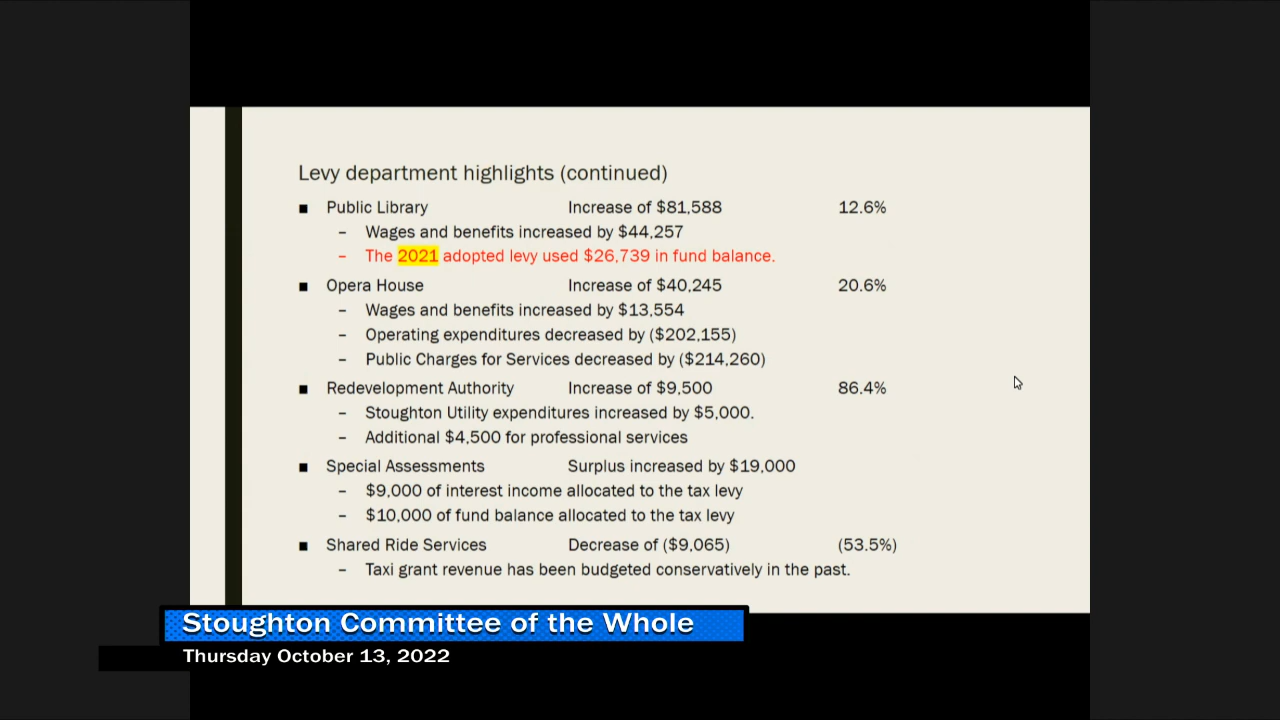 Levy department highlights (continued)
■ Public Library Increase of $81,588 12.6%
– Wages and benefits increased by $44,257
– The 2021 adopted levy used $26,739 in fund balance.
■ Opera House Increase of $40,245 20.6%
– Wages and benefits increased by $13,554
– Operating expenditures decreased by ($202,155)
– Public Charges for Services decreased by ($214,260)
■ Redevelopment Authority Increase of $9,500 86.4%
– Stoughton Utility expenditures increased by $5,000.
– Additional $4,500 for professional services
■ Special Assessments Surplus increased by $19,000
– $9,000 of interest income allocated to the tax levy
– $10,000 of fund balance allocated to the tax levy
■ Shared Ride Services Decrease of ($9,065) (53.5%)
– Taxi grant revenue has been budgeted conservatively in the past.
Stoughton Committee of the Whole
Thursday October 13, 2022